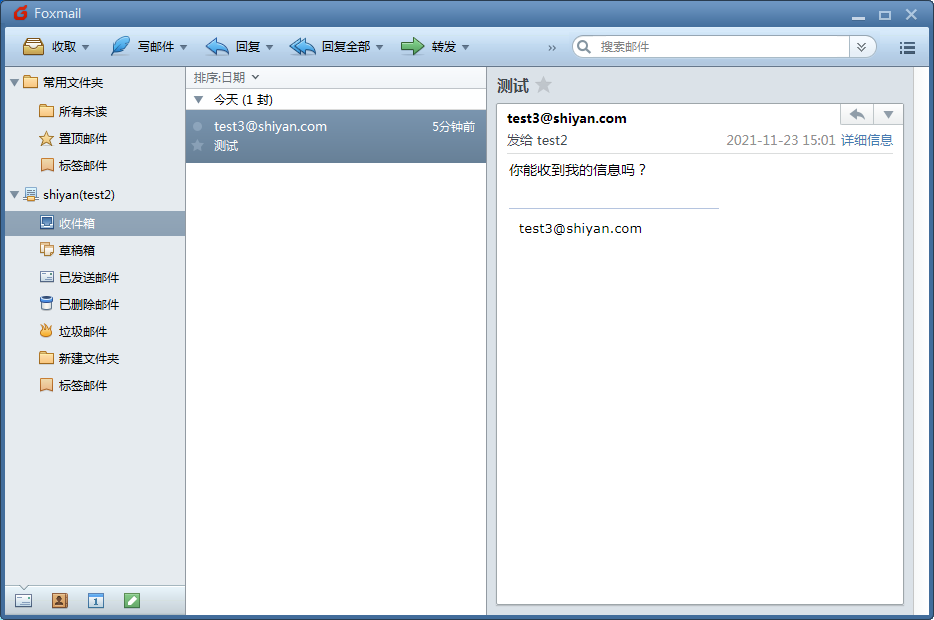 Foxmail
收取 写邮件 回复 回复全部 转发 » 搜索邮件
常用文件夹
所有未读
置顶邮件
标签邮件
shiyan(test2)
收件箱
草稿箱
已发送邮件
已删除邮件
垃圾邮件
新建文件夹
标签邮件
1
排序:日期
今天 (1 封)
test3@shiyan.com 5分钟前
测试
测试
test3@shiyan.com
发给 test2 2021-11-23 15:01 详细信息
你能收到我的信息吗？
test3@shiyan.com